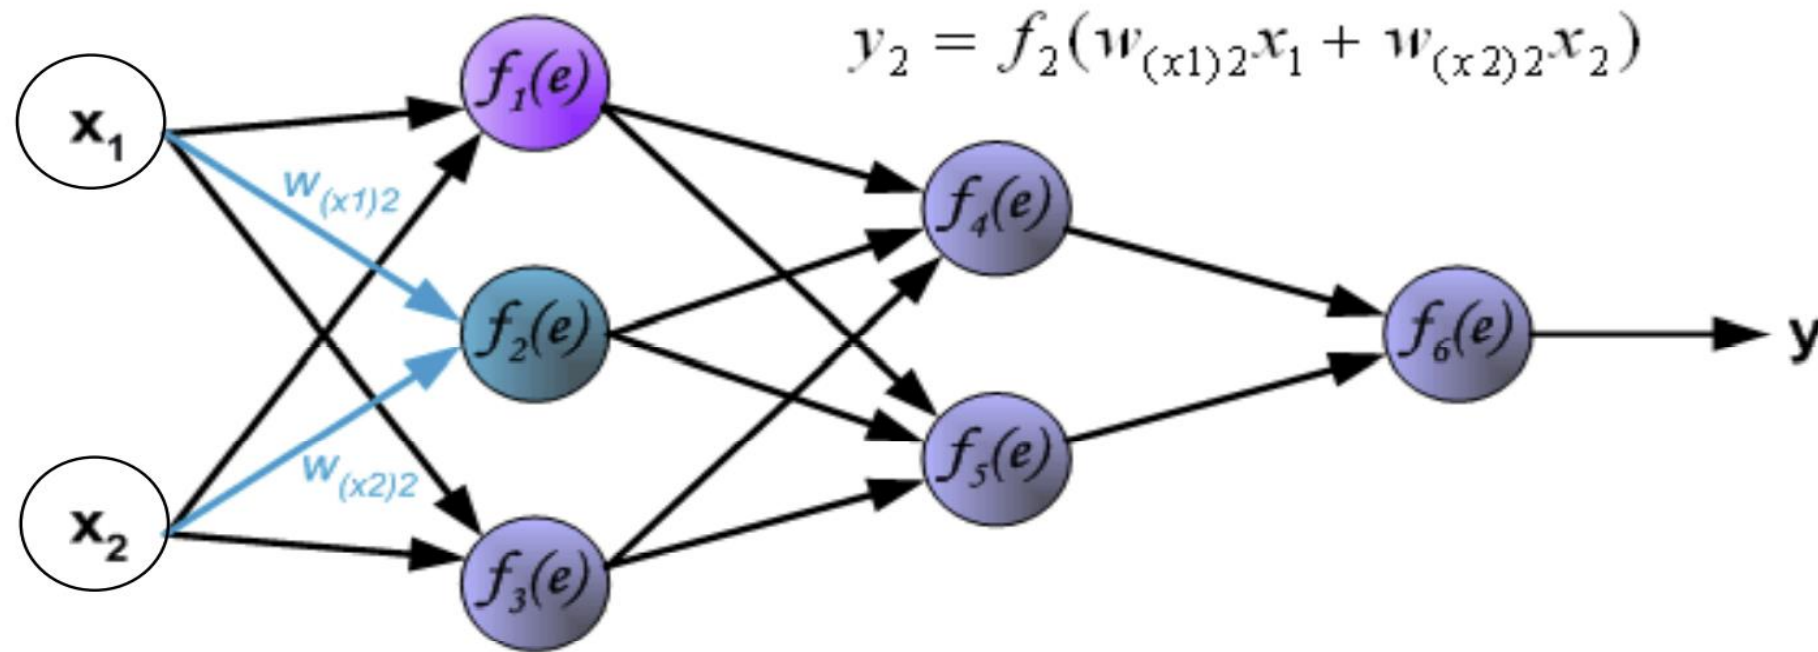 y₂ = f₂(w₍ₓ₁₎₂x₁ + w₍ₓ₂₎₂x₂)
x₁
f₁(e)
w₍ₓ₁₎₂
f₄(e)
f₂(e)
f₆(e)
y
w₍ₓ₂₎₂
f₅(e)
x₂
f₃(e)